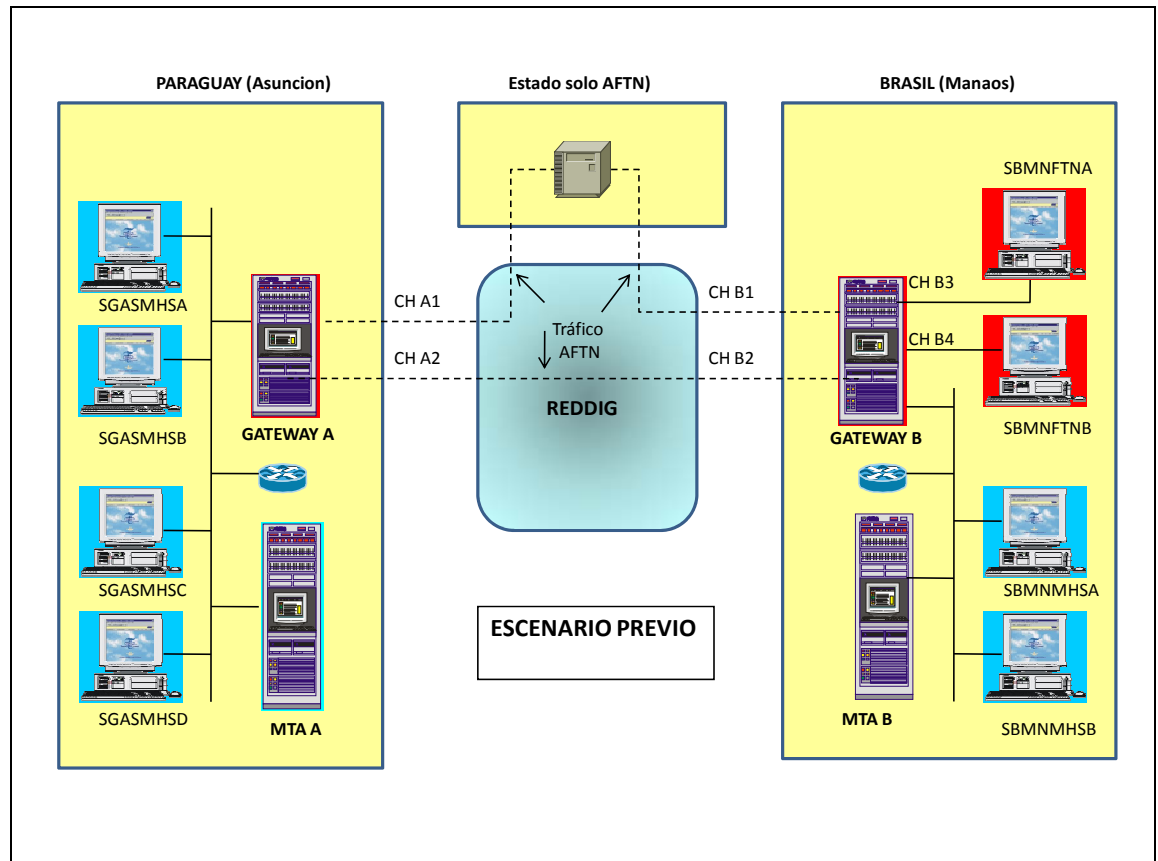 PARAGUAY (Asuncion)
Estado solo AFTN)
BRASIL (Manaos)
SGASMHSA
SGASMHSB
SGASMHSC
SGASMHSD
GATEWAY A
MTA A
CH A1
CH A2
Tráfico
AFTN
REDDIG
CH B1
CH B2
ESCENARIO PREVIO
SBMNFTNA
CH B3
CH B4
SBMNFTNB
GATEWAY B
SBMNMHSA
MTA B
SBMNMHSB